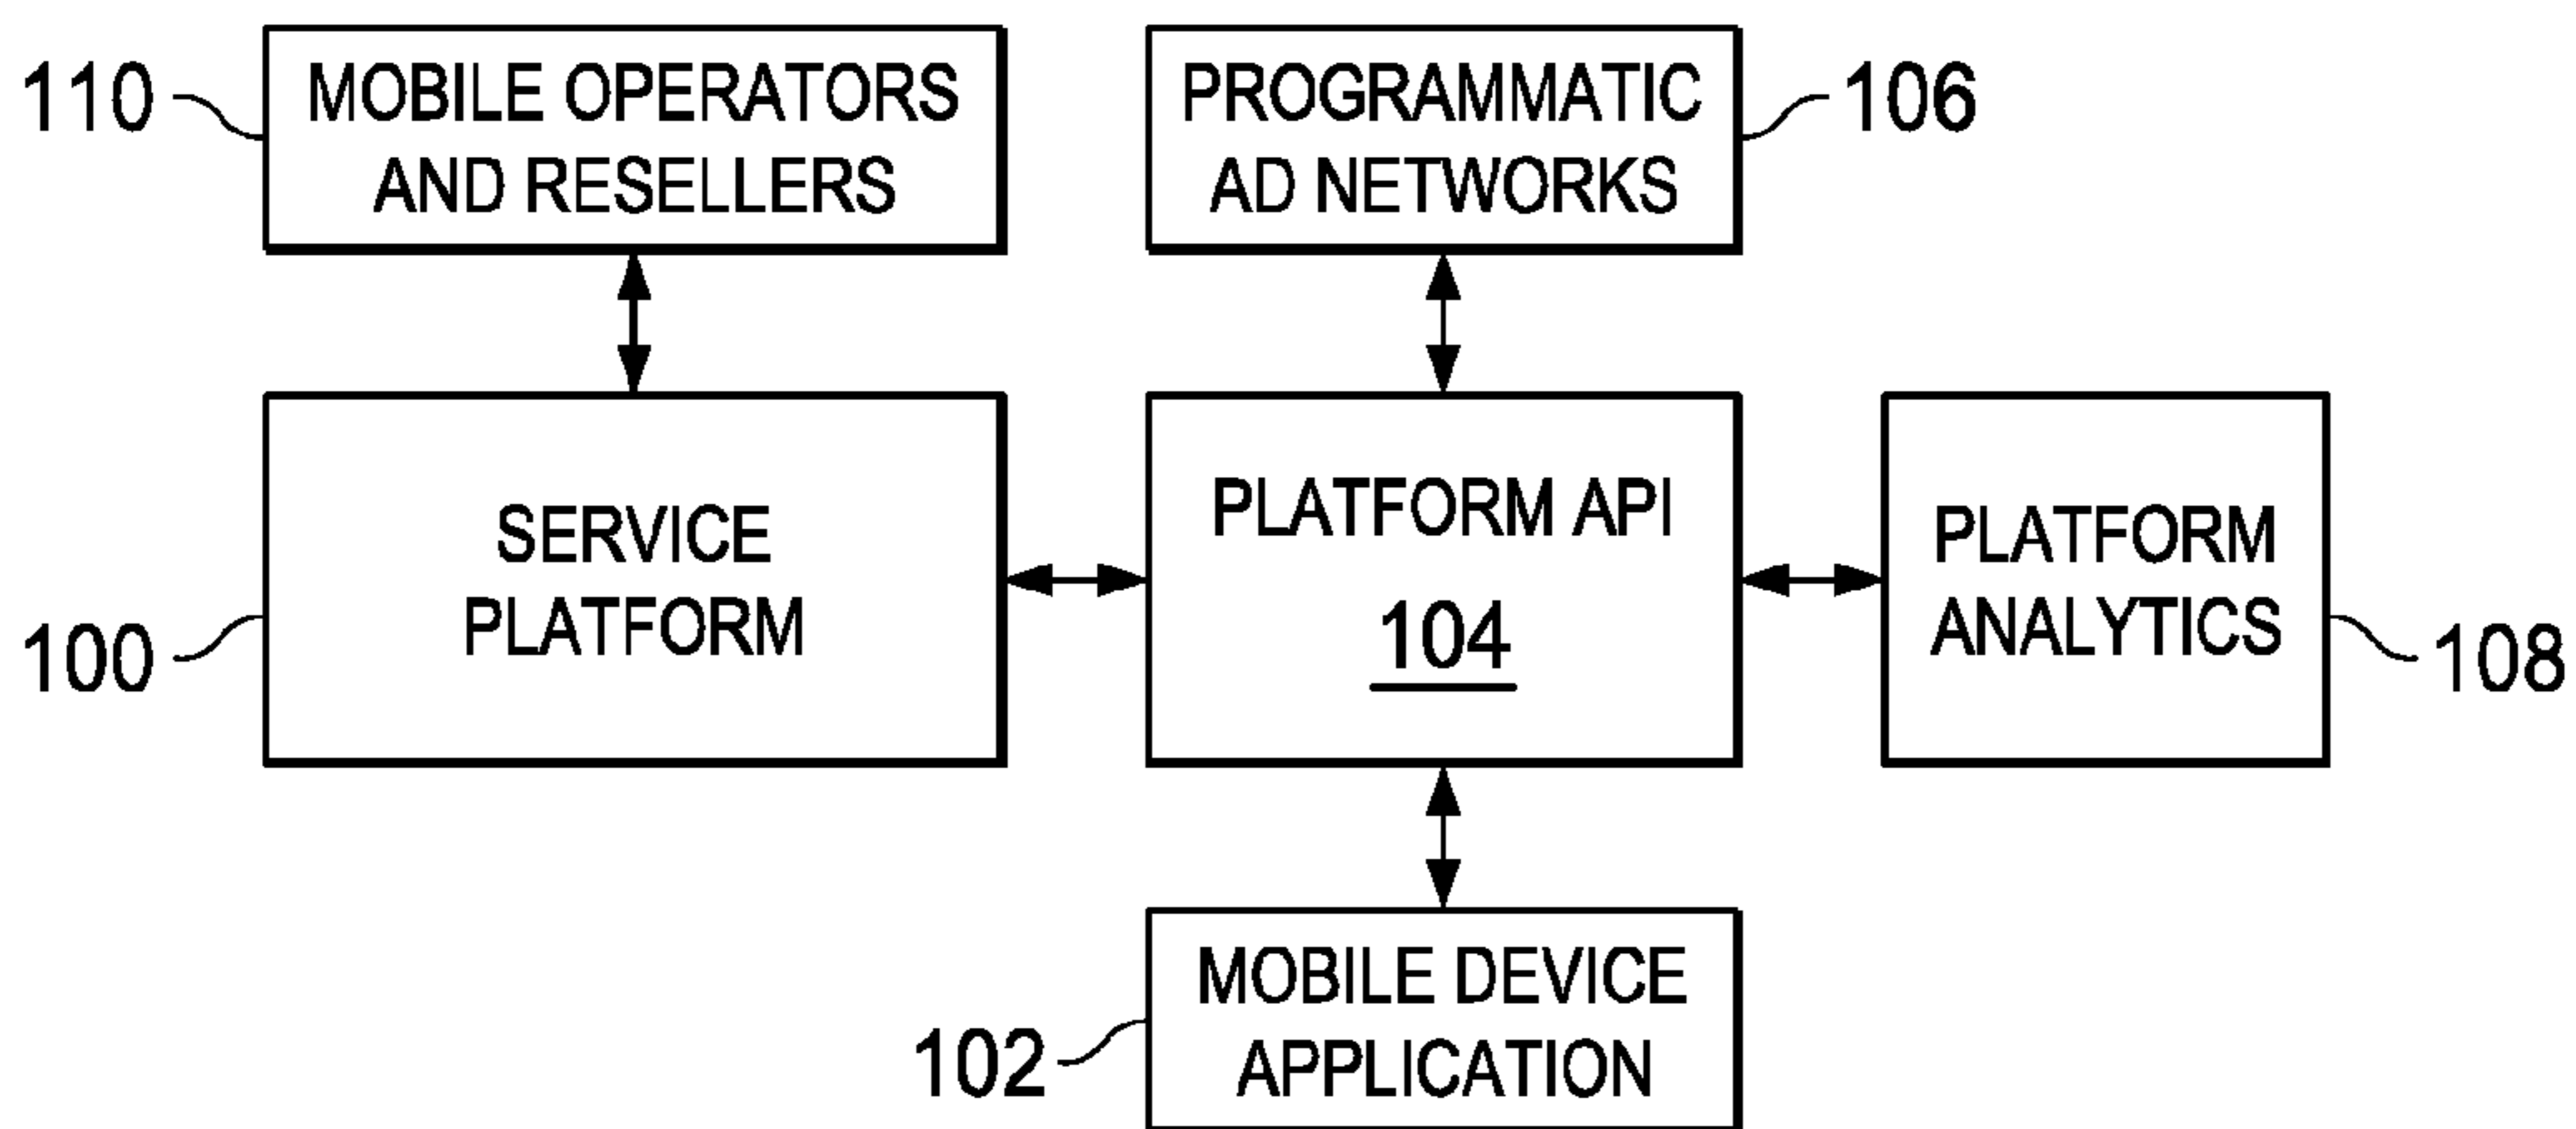 110
MOBILE OPERATORS
AND RESELLERS
PROGRAMMATIC
AD NETWORKS
106
100
SERVICE
PLATFORM
PLATFORM API
104
PLATFORM
ANALYTICS
108
102
MOBILE DEVICE
APPLICATION